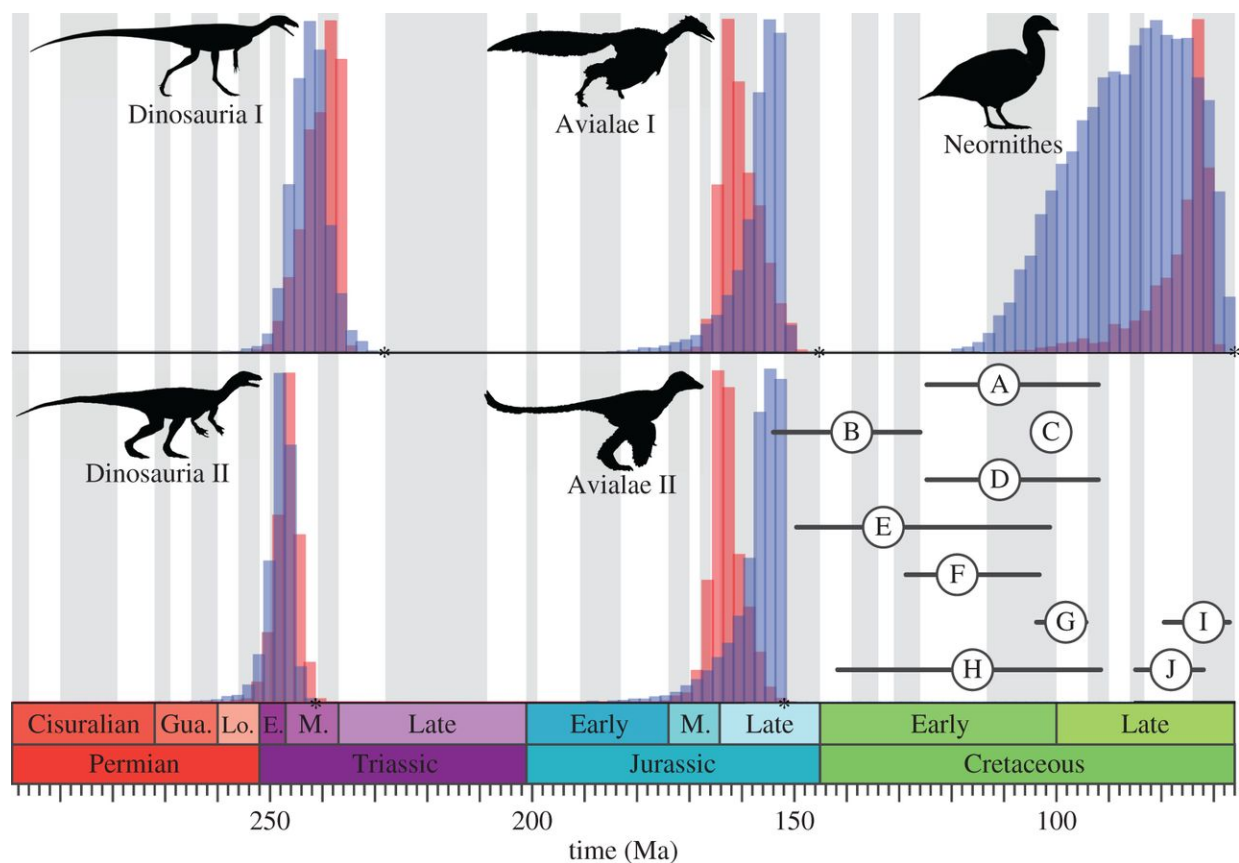 Dinosauria I
Avialae I
Neornithes
*
*
*
Dinosauria II
Avialae II
A
B
C
D
E
F
G
I
H
J
*
*
Cisuralian Gua. Lo. E. M. Late Early M. Late Early Late
Permian Triassic Jurassic Cretaceous
250 200 150 100
time (Ma)